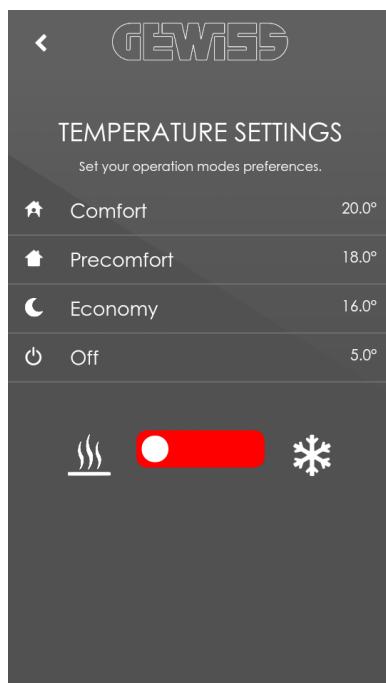 GEWISS
TEMPERATURE SETTINGS
Set your operation modes preferences.
Comfort 20.0°
Precomfort 18.0°
Economy 16.0°
Off 5.0°